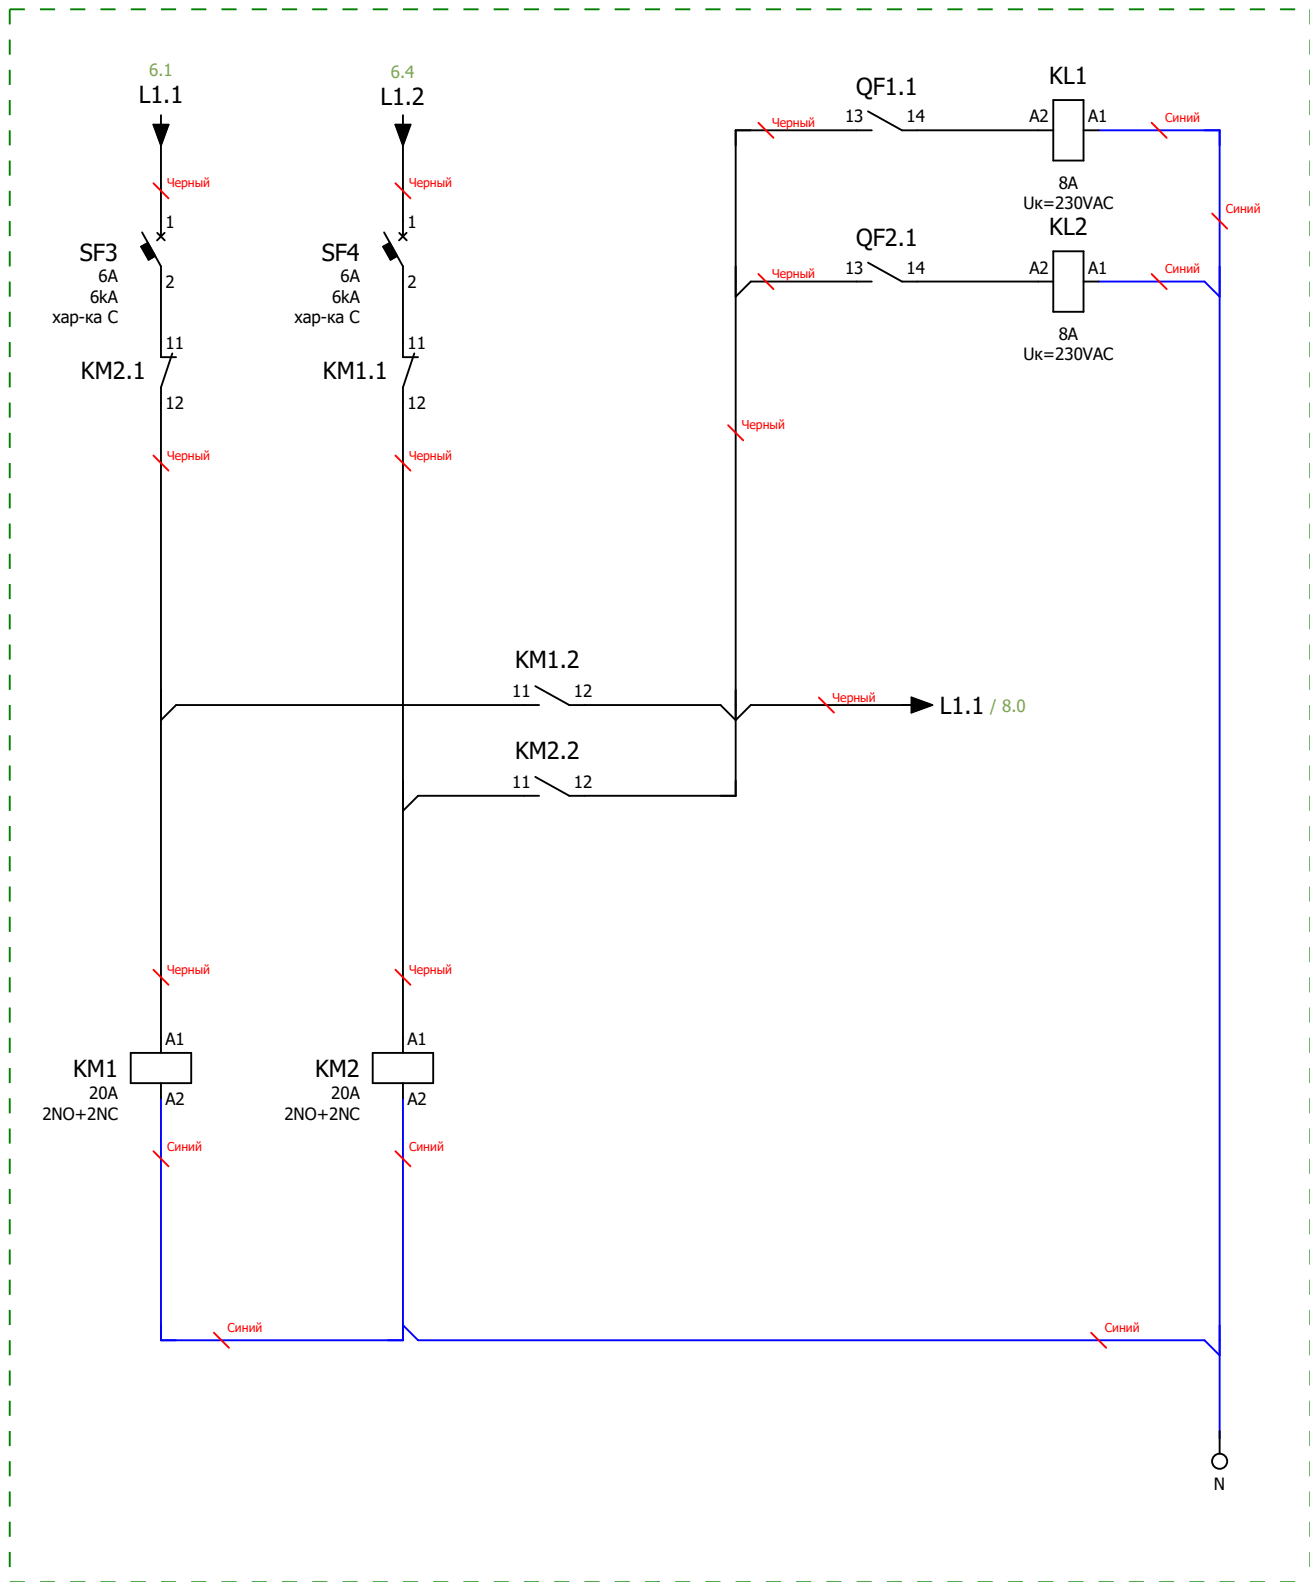 6.1
L1.1
6.4
L1.2
Черный
Черный
1
SF3
6A
6kA
хар-ка C
2
1
SF4
6A
6kA
хар-ка C
2
11
KM2.1
12
11
KM1.1
12
Черный
Черный
QF1.1
Черный
13
14
KL1
A2
A1
Синий
8A
Uк=230VAC
Синий
QF2.1
Черный
13
14
KL2
A2
A1
Синий
8A
Uк=230VAC
Черный
KM1.2
11
12
Черный
L1.1 / 8.0
KM2.2
11
12
Черный
Черный
A1
KM1
20A
2NO+2NC
A2
A1
KM2
20A
2NO+2NC
A2
Синий
Синий
Синий
Синий
N